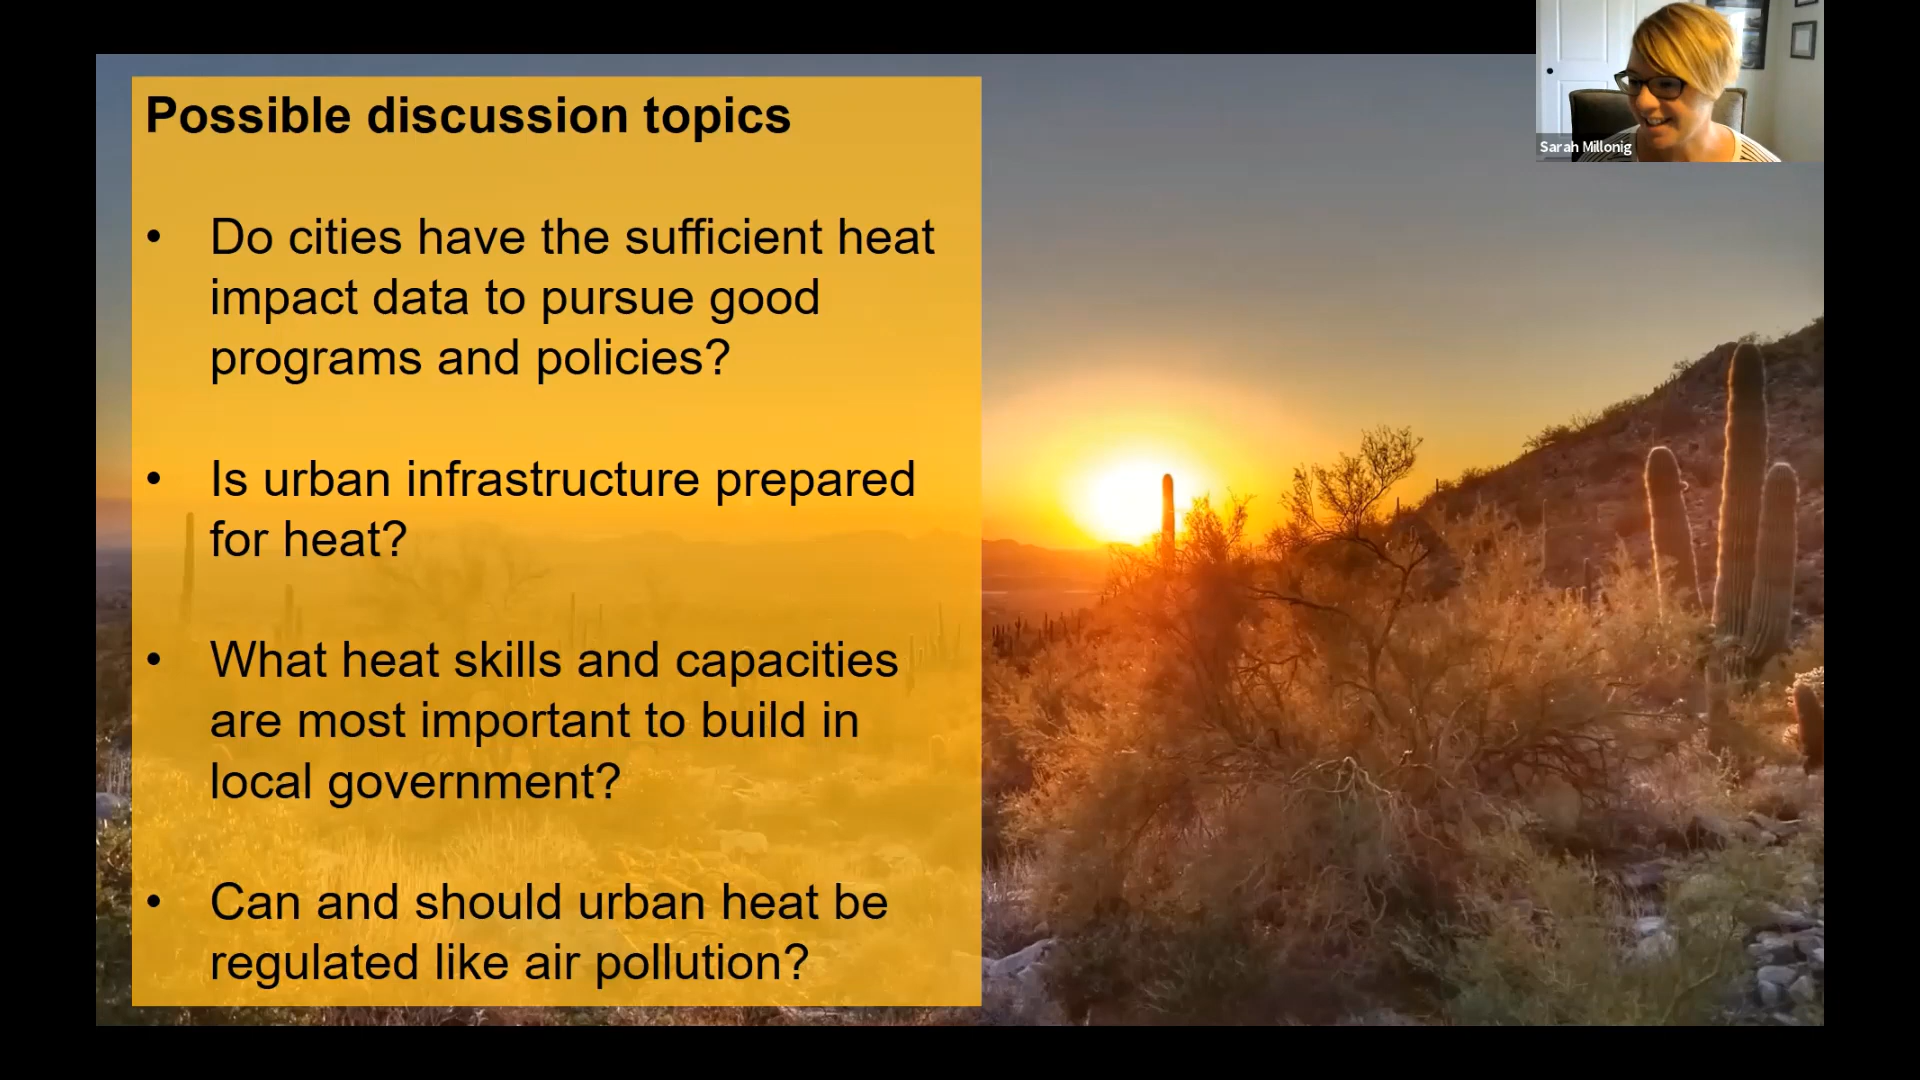 Possible discussion topics
• Do cities have the sufficient heat
impact data to pursue good
programs and policies?
• Is urban infrastructure prepared
for heat?
• What heat skills and capacities
are most important to build in
local government?
• Can and should urban heat be
regulated like air pollution?
Sarah Millonig